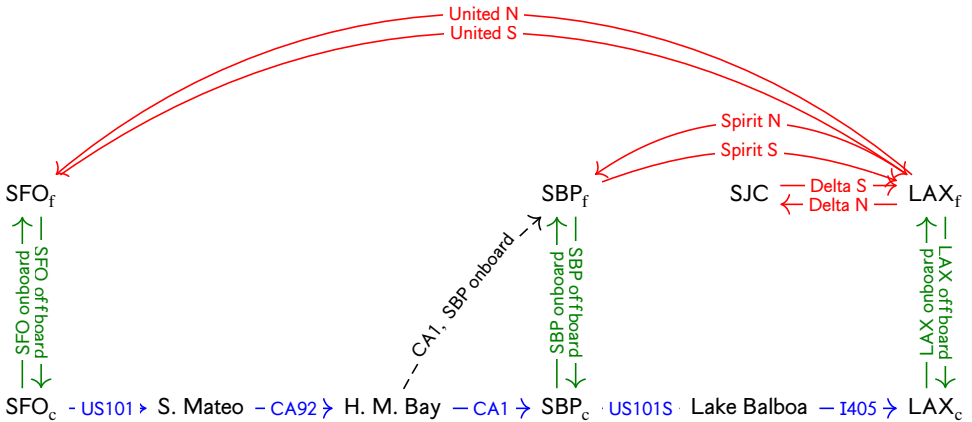 United N
United S
Spirit N
Spirit S
SFOf
SBPf
SJC
Delta S
Delta N
LAXf
SFO onboard
SFO offboard
CA1, SBP onboard
SBP onboard
SBP offboard
LAX onboard
LAX offboard
SFOc
US101
S. Mateo
CA92
H. M. Bay
CA1
SBPc
US101S
Lake Balboa
I405
LAXc